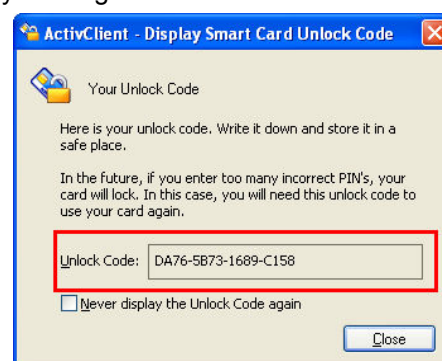 ActivClient - Display Smart Card Unlock Code
Your Unlock Code
Here is your unlock code. Write it down and store it in a
safe place.
In the future, if you enter too many incorrect PIN's, your
card will lock. In this case, you will need this unlock code to
use your card again.
Unlock Code: DA76-5B73-1689-C158
Never display the Unlock Code again
Close